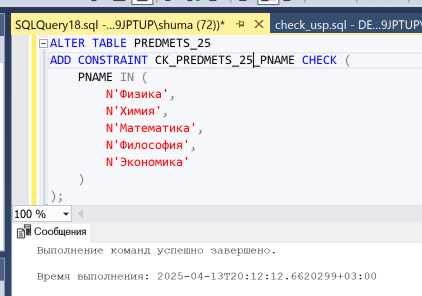 SQLQuery18.sql - ...9JPTUP\shuma (72))*
check_usp.sql - DE...9JPTU
ALTER TABLE PREDMETS_25
ADD CONSTRAINT CK_PREDMETS_25_PNAME CHECK (
PNAME IN (
N'Физика',
N'Химия',
N'Математика',
N'Философия',
N'Экономика'
)
);
100 %
Сообщения
Выполнение команд успешно завершено.
Время выполнения: 2025-04-13T20:12:12.6620299+03:00